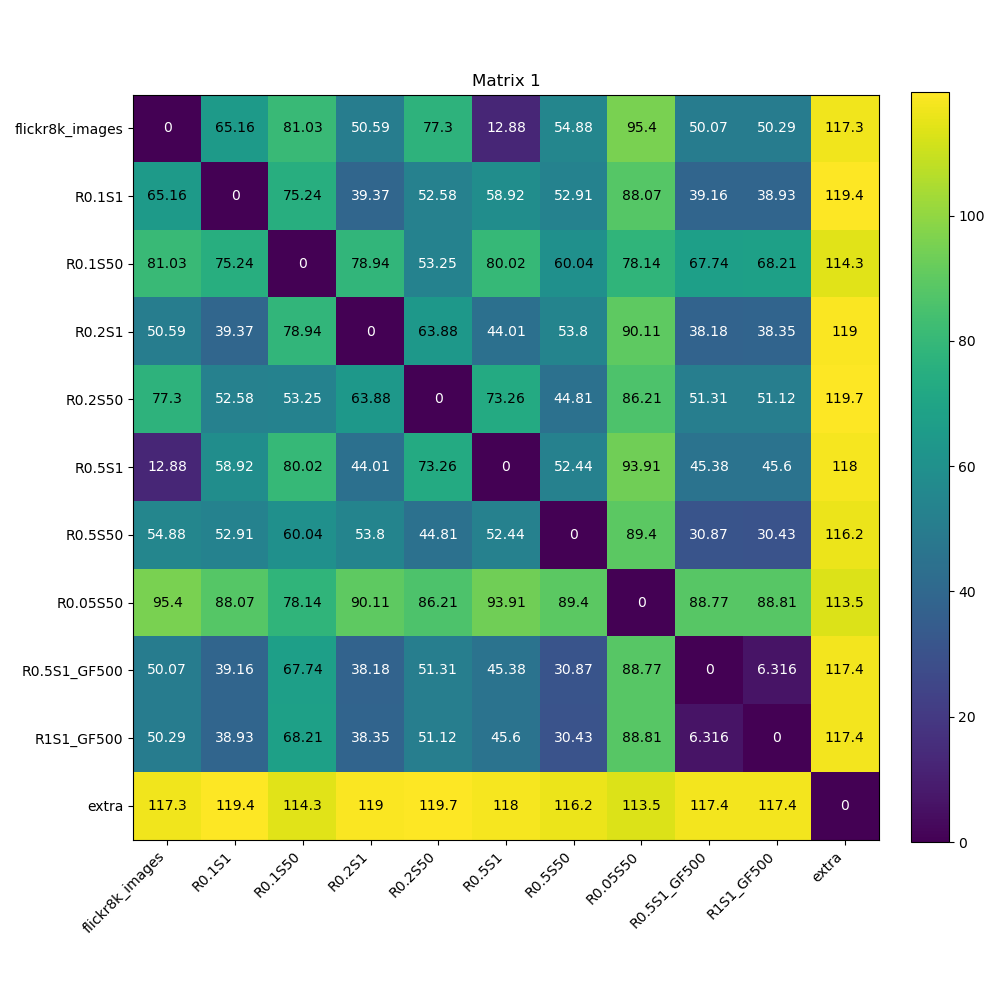 Matrix 1
flickr8k_images 0 65.16 81.03 50.59 77.3 12.88 54.88 95.4 50.07 50.29 117.3
R0.1S1 65.16 0 75.24 39.37 52.58 58.92 52.91 88.07 39.16 38.93 119.4
R0.1S50 81.03 75.24 0 78.94 53.25 80.02 60.04 78.14 67.74 68.21 114.3
R0.2S1 50.59 39.37 78.94 0 63.88 44.01 53.8 90.11 38.18 38.35 119
R0.2S50 77.3 52.58 53.25 63.88 0 73.26 44.81 86.21 51.31 51.12 119.7
R0.5S1 12.88 58.92 80.02 44.01 73.26 0 52.44 93.91 45.38 45.6 118
R0.5S50 54.88 52.91 60.04 53.8 44.81 52.44 0 89.4 30.87 30.43 116.2
R0.05S50 95.4 88.07 78.14 90.11 86.21 93.91 89.4 0 88.77 88.81 113.5
R0.5S1_GF500 50.07 39.16 67.74 38.18 51.31 45.38 30.87 88.77 0 6.316 117.4
R1S1_GF500 50.29 38.93 68.21 38.35 51.12 45.6 30.43 88.81 6.316 0 117.4
extra 117.3 119.4 114.3 119 119.7 118 116.2 113.5 117.4 117.4 0
flickr8k_images R0.1S1 R0.1S50 R0.2S1 R0.2S50 R0.5S1 R0.5S50 R0.05S50 R0.5S1_GF500 R1S1_GF500 extra
100
80
60
40
20
0